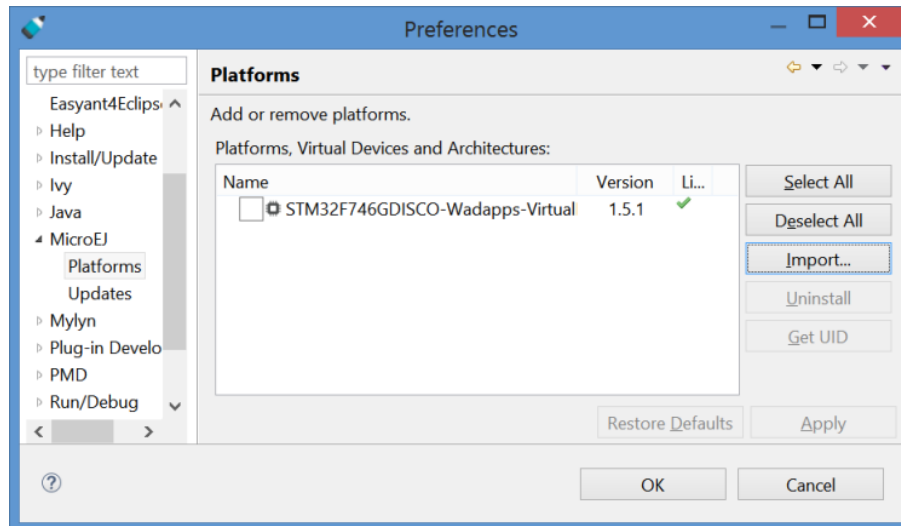 Preferences
type filter text
Easyant4Eclips
Help
Install/Update
Ivy
Java
MicroEJ
Platforms
Updates
Mylyn
Plug-in Develo
PMD
Run/Debug
Platforms
Add or remove platforms.
Platforms, Virtual Devices and Architectures:
Name Version Li...
STM32F746GDISCO-Wadapps-Virtual 1.5.1
Select All
Deselect All
Import...
Uninstall
Get UID
Restore Defaults Apply
OK Cancel